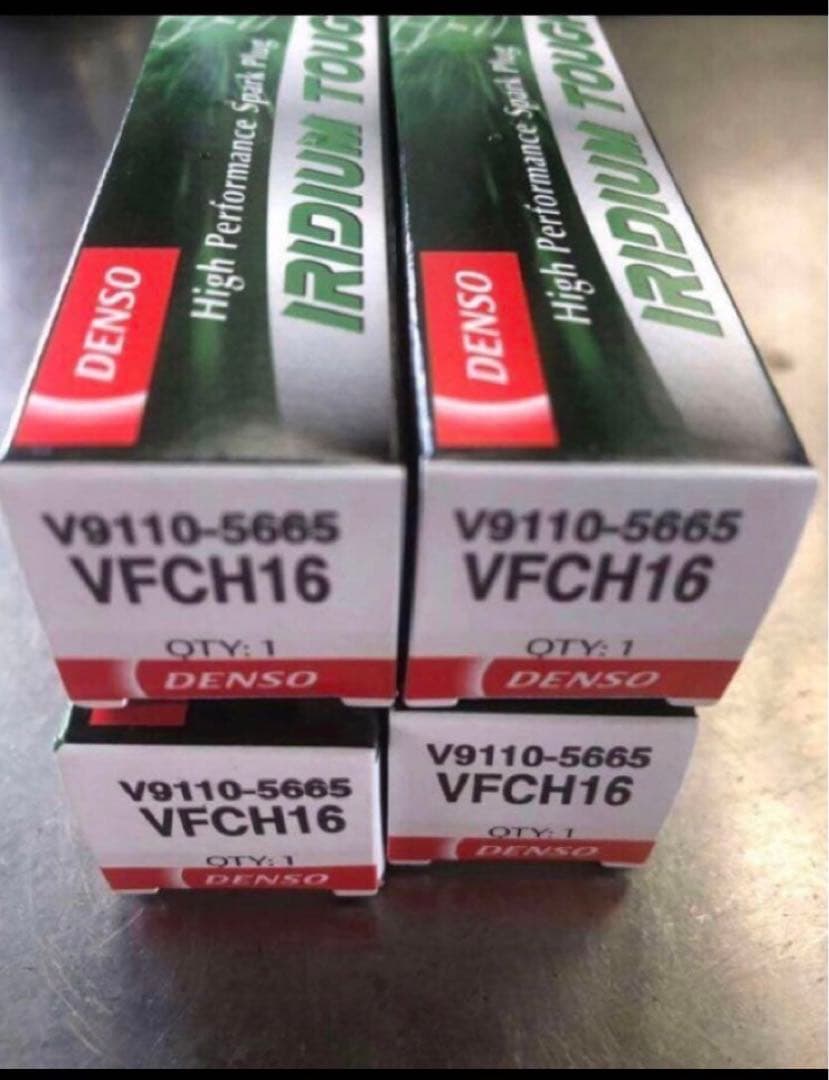 High Performance Spark Plug
IRIDIUM TOUG
DENSO
High Performance Spark Plug
IRIDIUM TOUG
DENSO
V9110-5665
VFCH16
QTY: 1
DENSO
V9110-5665
VFCH16
QTY: 1
DENSO
V9110-5665
VFCH16
QTY: 1
DENSO
V9110-5665
VFCH16
QTY: 1
DENSO